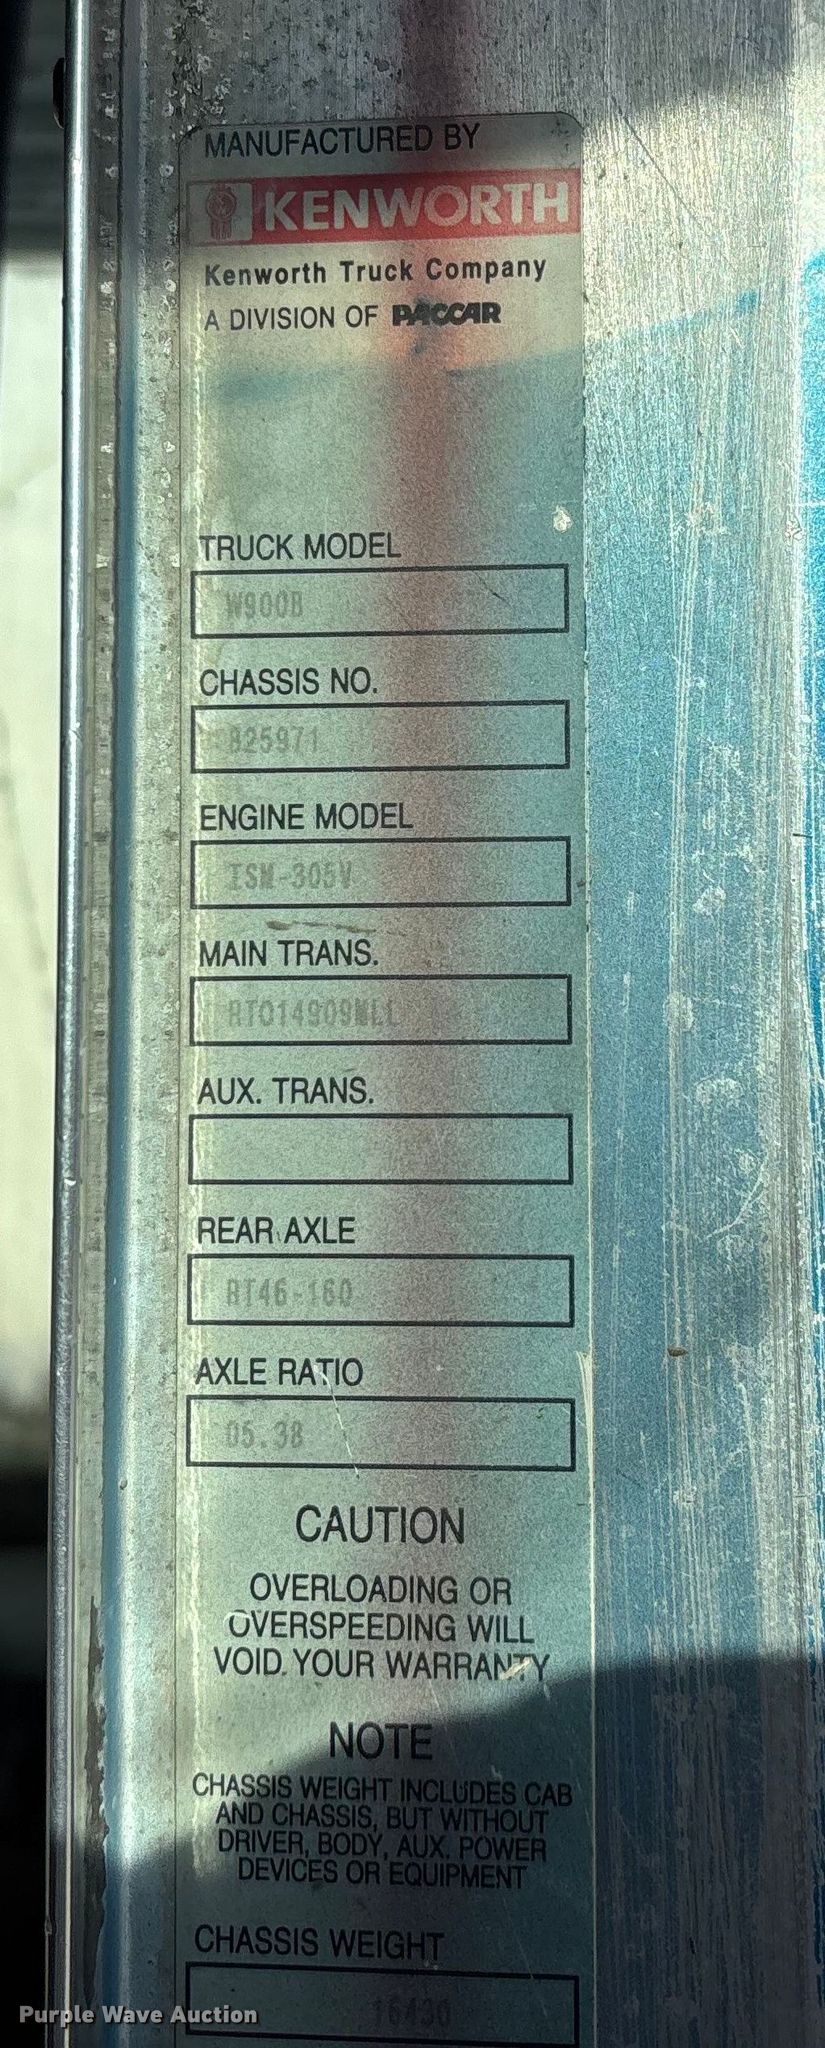 MANUFACTURED BY
KENWORTH
Kenworth Truck Company
A DIVISION OF PACCAR
TRUCK MODEL
W900B
CHASSIS NO.
825971
ENGINE MODEL
ISM-305V
MAIN TRANS.
RTO14909MLL
AUX. TRANS.
REAR AXLE
RT46-160
AXLE RATIO
05.38
CAUTION
OVERLOADING OR
OVERSPEEDING WILL
VOID YOUR WARRANTY
NOTE
CHASSIS WEIGHT INCLUDES CAB
AND CHASSIS, BUT WITHOUT
DRIVER, BODY, AUX. POWER
DEVICES OR EQUIPMENT
CHASSIS WEIGHT
16430
Purple Wave Auction